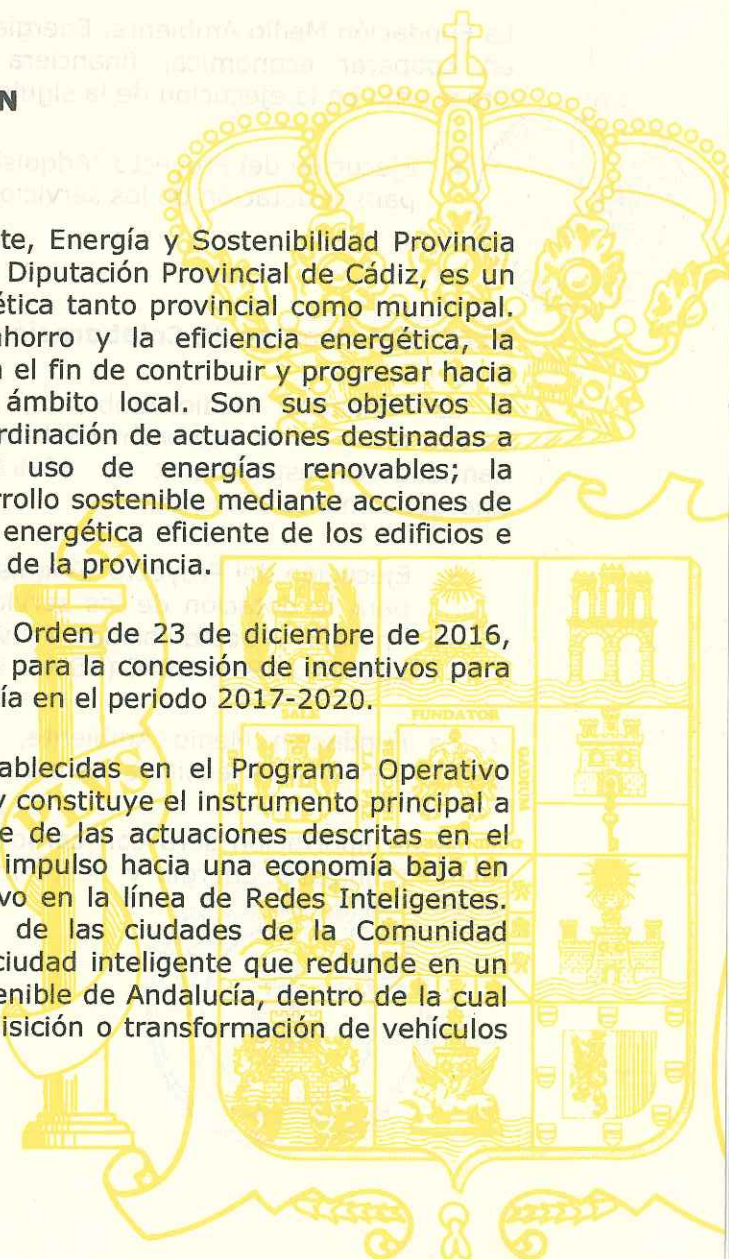 N
te, Energía y Sostenibilidad Provincia
Diputación Provincial de Cádiz, es un
ética tanto provincial como municipal.
ahorro y la eficiencia energética, la
el fin de contribuir y progresar hacia
ámbito local. Son sus objetivos la
rdinación de actuaciones destinadas a
uso de energías renovables; la
rrollo sostenible mediante acciones de
energética eficiente de los edificios e
de la provincia.
Orden de 23 de diciembre de 2016,
para la concesión de incentivos para
ía en el periodo 2017-2020.
SALE
FUNDATOR
GADIUM
PLVS
ablecidas en el Programa Operativo
y constituye el instrumento principal a
e de las actuaciones descritas en el
impulso hacia una economía baja en
vo en la línea de Redes Inteligentes.
de las ciudades de la Comunidad
ciudad inteligente que redunde en un
enible de Andalucía, dentro de la cual
uisición o transformación de vehículos